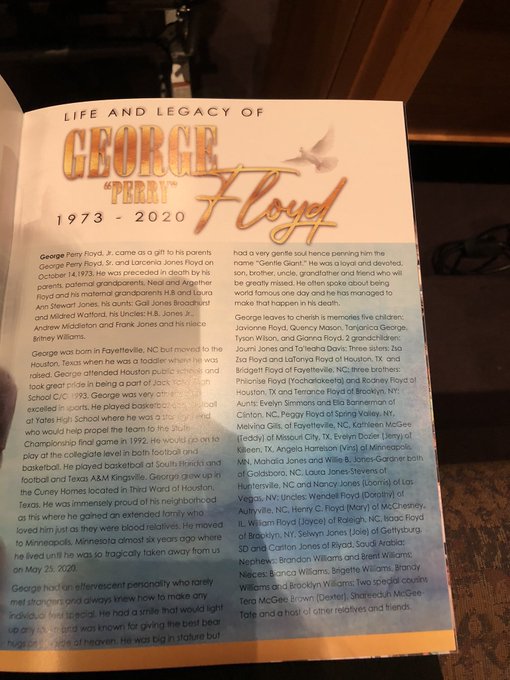 LIFE AND LEGACY OF
GEORGE
"PERRY"
Floyd
1973 - 2020
George Perry Floyd, Jr. came as a gift to his parents
George Perry Floyd, Sr. and Larcenia Jones Floyd on
October 14,1973. He was preceded in death by his
parents, paternal grandparents, Neal and Argether
Floyd and his maternal grandparents H.B and Laura
Ann Stewart Jones, his aunts: Gail Jones Broadhurst
and Mildred Wafford, his Uncles: H.B. Jones Jr.,
Andrew Middleton and Frank Jones and his niece
Britney Williams.
George was born in Fayetteville, NC but moved to the
Houston, Texas when he was a toddler where he was
raised. George attended Houston public schools and
took great pride in being a part of Jack Yates High
School C/O 1993. George was very athletic and
excelled in sports. He played basketball and football
at Yates High School where he was a star tight end
who would help propel the team to the State
Championship final game in 1992. He would go on to
play at the collegiate level in both football and
basketball. He played basketball at South Florida and
football and Texas A&M Kingsville. George grew up in
the Cuney Homes located in Third Ward of Houston,
Texas. He was immensely proud of his neighborhood
as this where he gained an extended family who
loved him just as they were blood relatives. He moved
to Minneapolis, Minnesota almost six years ago where
he lived until he was so tragically taken away from us
on May 25, 2020.
George had an effervescent personality who rarely
met strangers and always knew how to make any
individual feel special. He had a smile that would light
up any room and was known for giving the best bear
hugs on this side of heaven. He was big in stature but
had a very gentle soul hence penning him the
name "Gentle Giant." He was a loyal and devoted,
son, brother, uncle, grandfather and friend who will
be greatly missed. He often spoke about being
world famous one day and he has managed to
make that happen in his death.
George leaves to cherish is memories five children;
Javionne Floyd, Quency Mason, Tanjanica George,
Tyson Wilson, and Gianna Floyd. 2 grandchildren:
Journi Jones and Ta'leaha Davis: Three sisters: Zsa
Zsa Floyd and LaTonya Floyd of Houston, TX and
Bridgett Floyd of Fayetteville, NC; three brothers:
Philonise Floyd (Yocharlokeeta) and Rodney Floyd of
Houston, TX and Terrance Floyd of Brooklyn, NY;
Aunts: Evelyn Simmons and Ella Bannerman of
Clinton, NC, Peggy Floyd of Spring Valley, NY,
Melvina Gills, of Fayetteville, NC, Kathleen McGee
(Teddy) of Missouri City, TX, Evelyn Dozier (Jerry) of
Killeen, TX, Angela Harrelson (Vins) of Minneapolis,
MN, Mahalia Jones and Willie B. Jones-Garder both
of Goldsboro, NC, Laura Jones-Stevens of
Huntersville, NC and Nancy Jones (Loomis) of Las
Vegas, NV: Uncles: Wendell Floyd (Dorothy) of
Autryville, NC, Henry C. Floyd (Mary) of McChesney,
IL, William Floyd (Joyce) of Raleigh, NC, Isaac Floyd
of Brooklyn, NY, Selwyn Jones (Joie) of Gettysburg,
SD and Carlton Jones of Riyad, Saudi Arabia;
Nephews: Brandon Williams and Brent Williams;
Nieces: Bianca Williams, Brigette Williams, Brandy
Williams and Brooklyn Williams; Two special cousins
Tera McGee Brown (Dexter), Shareeduh McGee-
Tate and a host of other relatives and friends.